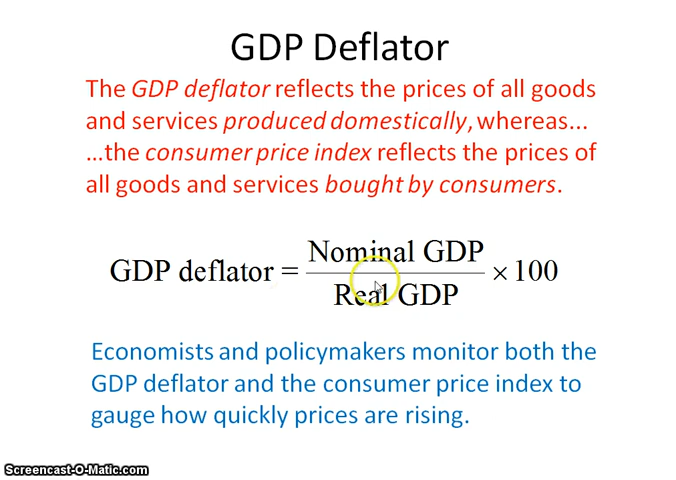 GDP Deflator
The GDP deflator reflects the prices of all goods
and services produced domestically, whereas...
…the consumer price index reflects the prices of
all goods and services bought by consumers.
GDP deflator = Nominal GDP / Real GDP × 100
Economists and policymakers monitor both the
GDP deflator and the consumer price index to
gauge how quickly prices are rising.
Screencast-O-Matic.com